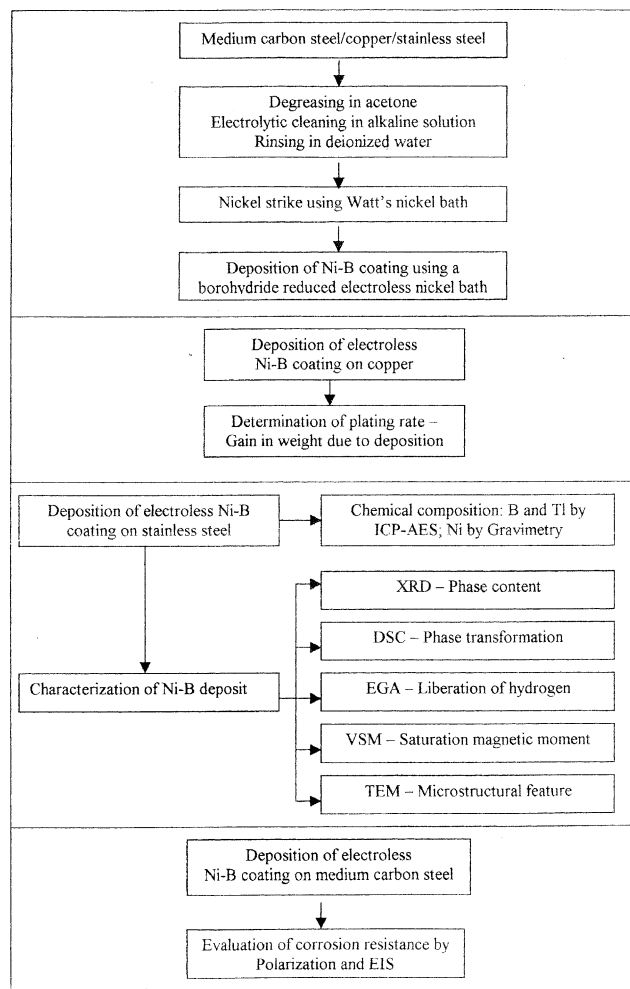 Medium carbon steel/copper/stainless steel
Degreasing in acetone
Electrolytic cleaning in alkaline solution
Rinsing in deionized water
Nickel strike using Watt's nickel bath
Deposition of Ni-B coating using a
borohydride reduced electroless nickel bath
Deposition of electroless
Ni-B coating on copper
Determination of plating rate –
Gain in weight due to deposition
Deposition of electroless Ni-B
coating on stainless steel
Chemical composition: B and Tl by
ICP-AES; Ni by Gravimetry
XRD – Phase content
DSC – Phase transformation
Characterization of Ni-B deposit
EGA – Liberation of hydrogen
VSM – Saturation magnetic moment
TEM – Microstructural feature
Deposition of electroless
Ni-B coating on medium carbon steel
Evaluation of corrosion resistance by
Polarization and EIS